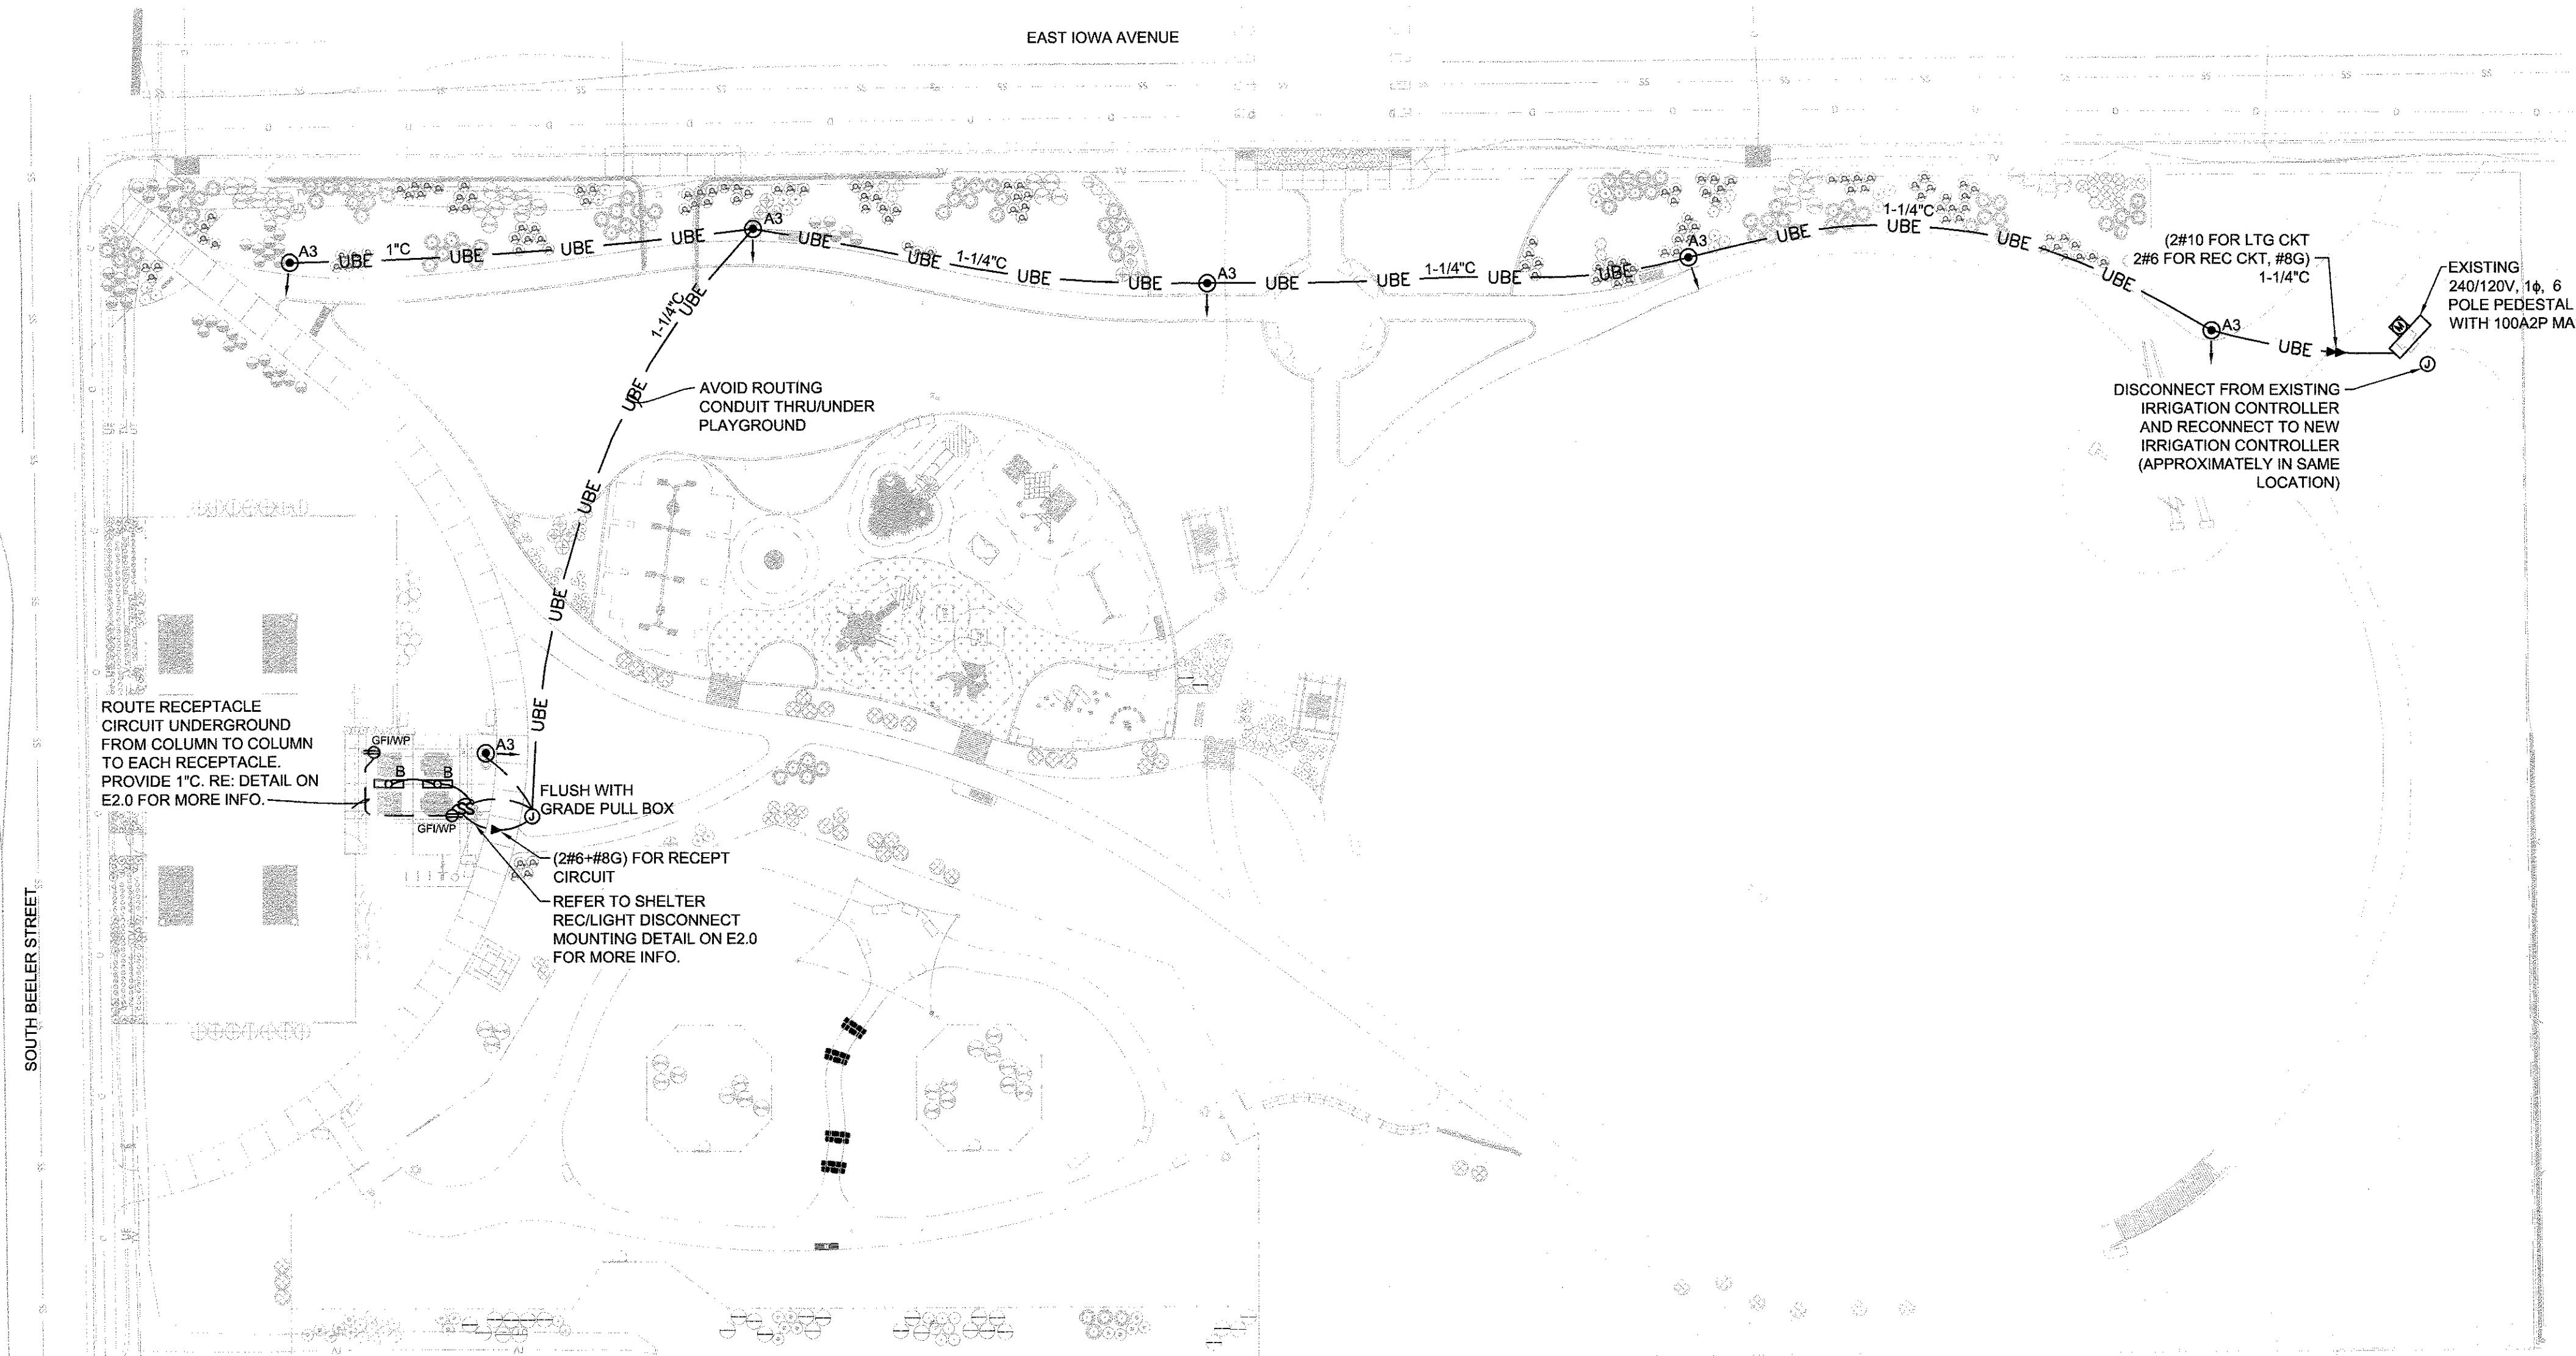 EAST IOWA AVENUE
A3
UBE
1"C
UBE
UBE
UBE
A3
UBE
UBE
1-1/4"C
UBE
UBE
A3
UBE
UBE
1-1/4"C
UBE
UBE
A3
UBE
1-1/4"C
UBE
UBE
UBE
A3
UBE
(2#10 FOR LTG CKT
2#6 FOR REC CKT, #8G)
1-1/4"C
EXISTING
240/120V, 1ϕ, 6
POLE PEDESTAL
WITH 100A2P MA
M
J
DISCONNECT FROM EXISTING
IRRIGATION CONTROLLER
AND RECONNECT TO NEW
IRRIGATION CONTROLLER
(APPROXIMATELY IN SAME
LOCATION)
UBE
1-1/4"C
UBE
AVOID ROUTING
CONDUIT THRU/UNDER
PLAYGROUND
UBE
UBE
UBE
ROUTE RECEPTACLE
CIRCUIT UNDERGROUND
FROM COLUMN TO COLUMN
TO EACH RECEPTACLE.
PROVIDE 1"C. RE: DETAIL ON
E2.0 FOR MORE INFO.
GFI/WP
A3
B
B
SS
GFI/WP
J
FLUSH WITH
GRADE PULL BOX
(2#6+#8G) FOR RECEPT
CIRCUIT
REFER TO SHELTER
REC/LIGHT DISCONNECT
MOUNTING DETAIL ON E2.0
FOR MORE INFO.
SOUTH BEELER STREET